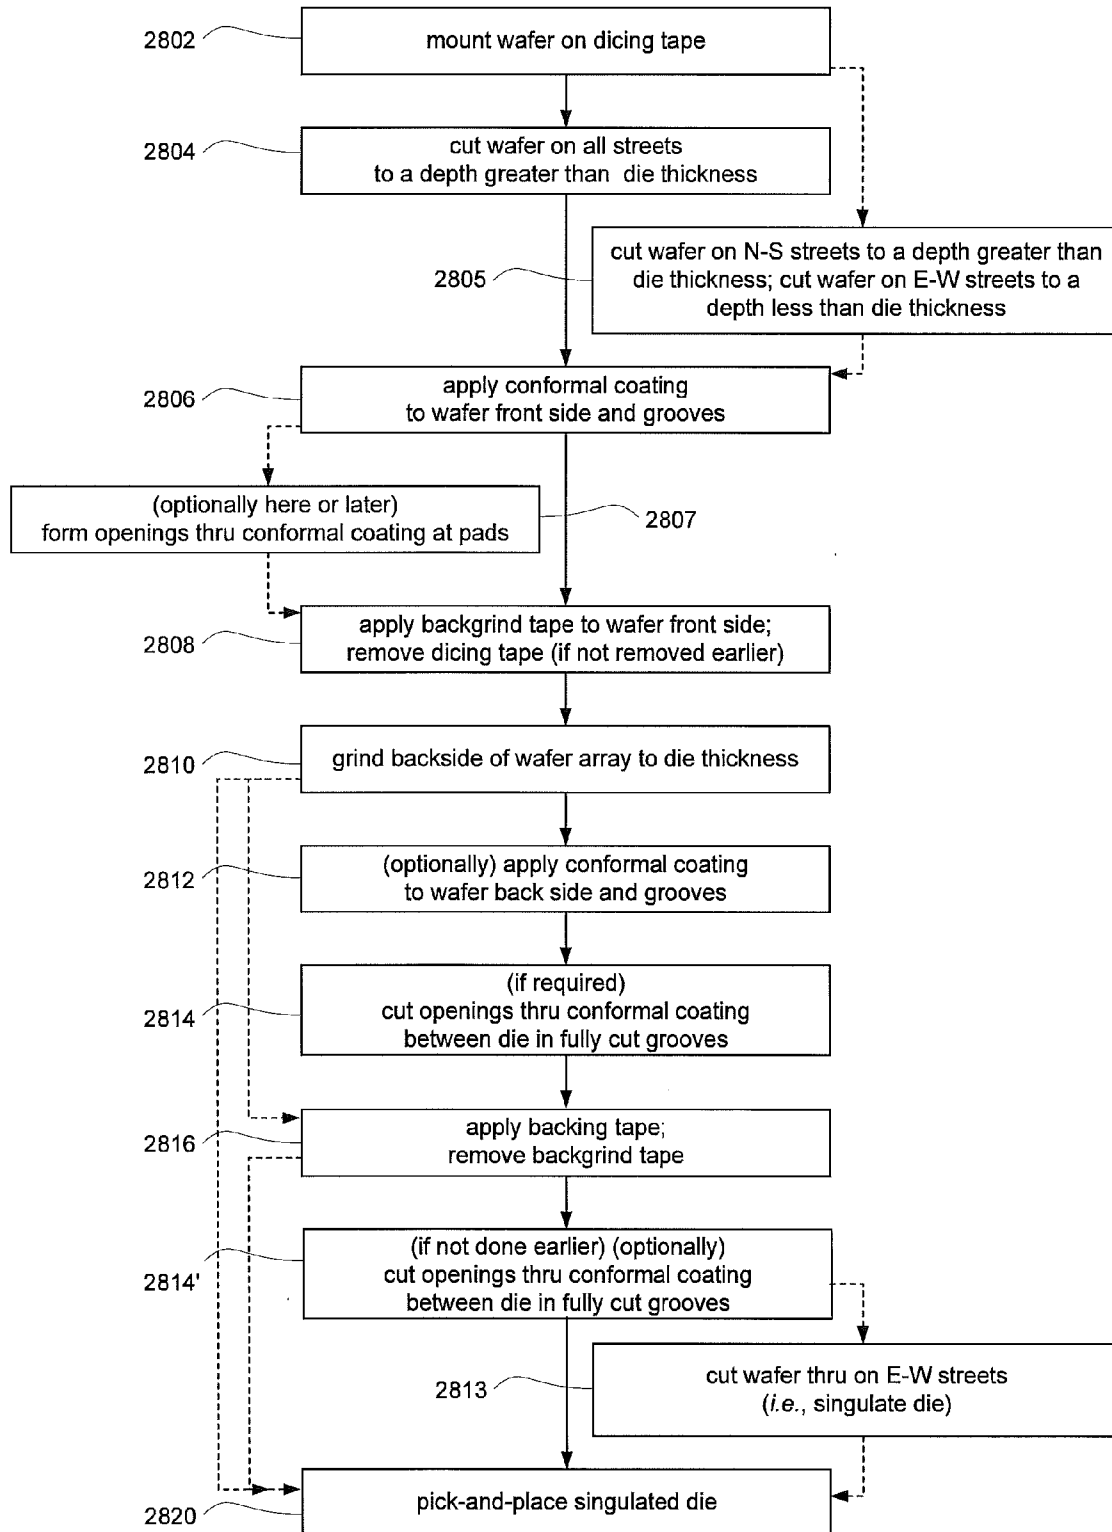 2802
mount wafer on dicing tape
2804
cut wafer on all streets
to a depth greater than die thickness
2805
cut wafer on N-S streets to a depth greater than
die thickness; cut wafer on E-W streets to a
depth less than die thickness
2806
apply conformal coating
to wafer front side and grooves
(optionally here or later)
form openings thru conformal coating at pads
2807
2808
apply backgrind tape to wafer front side;
remove dicing tape (if not removed earlier)
2810
grind backside of wafer array to die thickness
2812
(optionally) apply conformal coating
to wafer back side and grooves
2814
(if required)
cut openings thru conformal coating
between die in fully cut grooves
2816
apply backing tape;
remove backgrind tape
2814'
(if not done earlier) (optionally)
cut openings thru conformal coating
between die in fully cut grooves
2813
cut wafer thru on E-W streets
(i.e., singulate die)
2820
pick-and-place singulated die